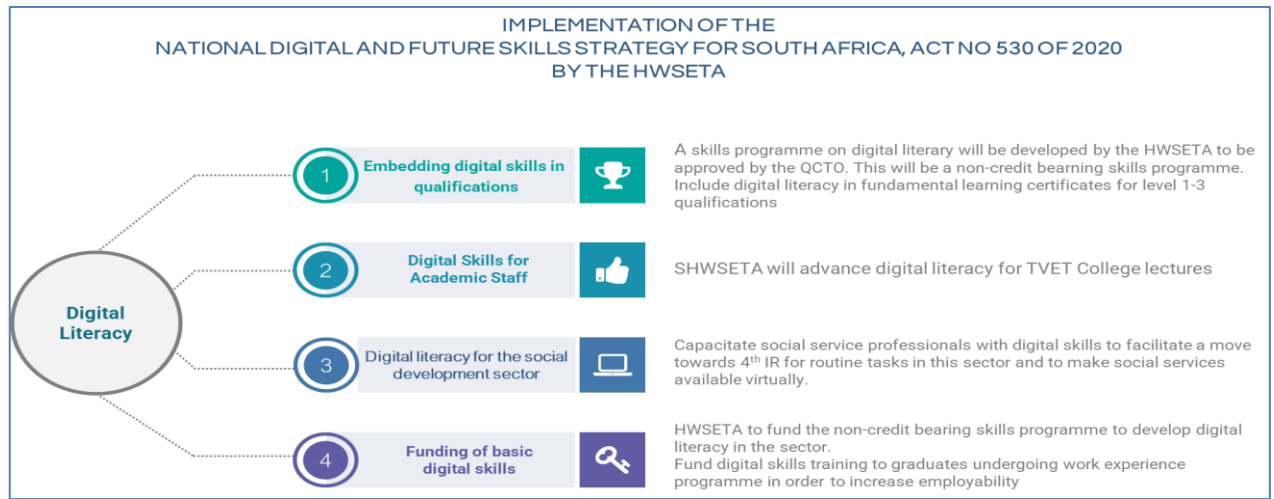 IMPLEMENTATION OF THE
NATIONAL DIGITAL AND FUTURE SKILLS STRATEGY FOR SOUTH AFRICA, ACT NO 530 OF 2020
BY THE HWSETA
Digital
Literacy
1
Embedding digital skills in
qualifications
A skills programme on digital literary will be developed by the HWSETA to be
approved by the QCTO. This will be a non-credit bearning skills programme.
Include digital literacy in fundamental learning certificates for level 1-3
qualifications
2
Digital Skills for
Academic Staff
SHWSETA will advance digital literacy for TVET College lectures
3
Digital literacy for the social
development sector
Capacitate social service professionals with digital skills to facilitate a move
towards 4th IR for routine tasks in this sector and to make social services
available virtually.
4
Funding of basic
digital skills
HWSETA to fund the non-credit bearing skills programme to develop digital
literacy in the sector.
Fund digital skills training to graduates undergoing work experience
programme in order to increase employability